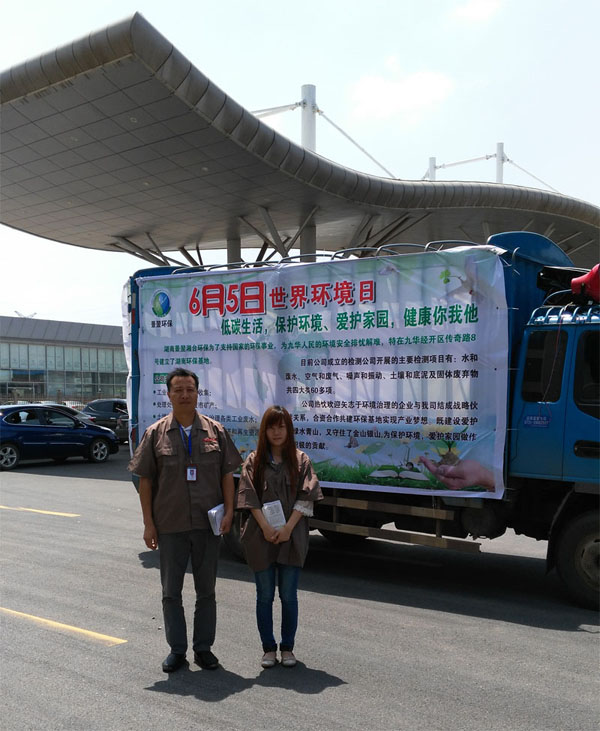 景翌环保
6月5日世界环境日
低碳生活，保护环境、爱护家园，健康你我他
湖南景翌湘台环保为了支持国家的环保事业，为九华人民的环境安全排忧解难，特在九华经开区传奇路8
号建立了湖南环保基地。
目前公司成立的检测公司开展的主要检测项目有：水和
废水、空气和废气、噪声和振动、土壤和底泥及固体废弃物
共四大类60多项。
公司热忱欢迎矢志于环境治理的企业与我司结成战略伙
关系，合资合作共建环保基地实现产业梦想，既建设爱护
绿水青山，又守住了金山银山，为保护环境、爱护家园做作
积极的贡献